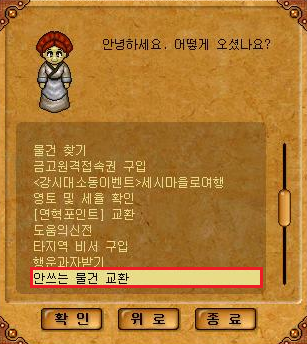 안녕하세요. 어떻게 오셨나요?
물건 찾기
금고원격접속권 구입
<강시대소동이벤트>세시마을로여행
영토 및 세율 확인
[연혁포인트] 교환
도움의신전
타지역 비서 구입
행운과자받기
안쓰는 물건 교환
확인 위로 종료